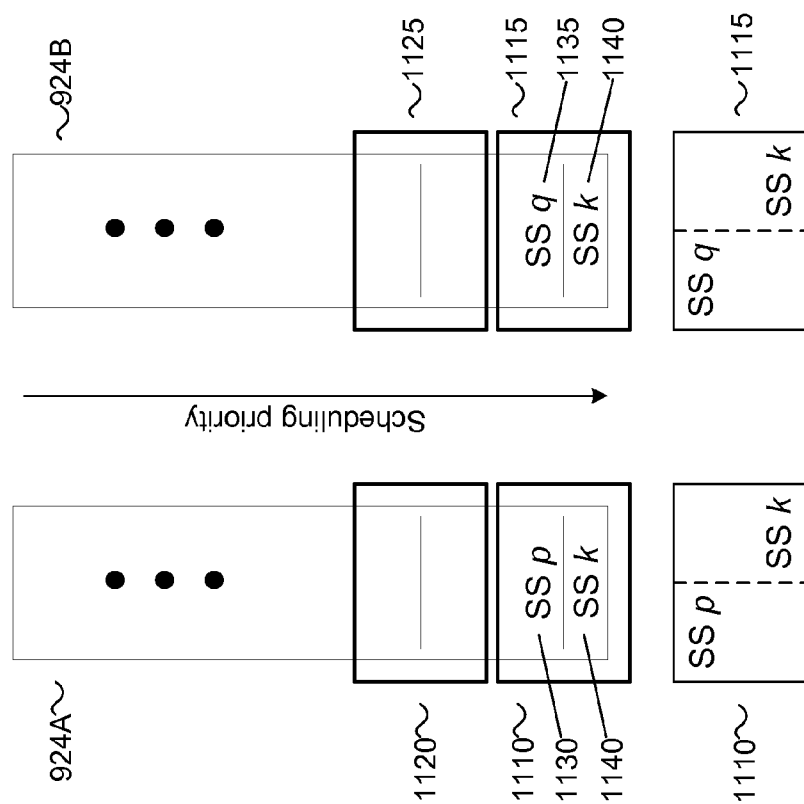 924A
924B
Scheduling priority
1120
1125
1110
SS p
1130
SS k
1140
1115
SS q
1135
SS k
1140
1110
SS p
SS k
1115
SS q
SS k